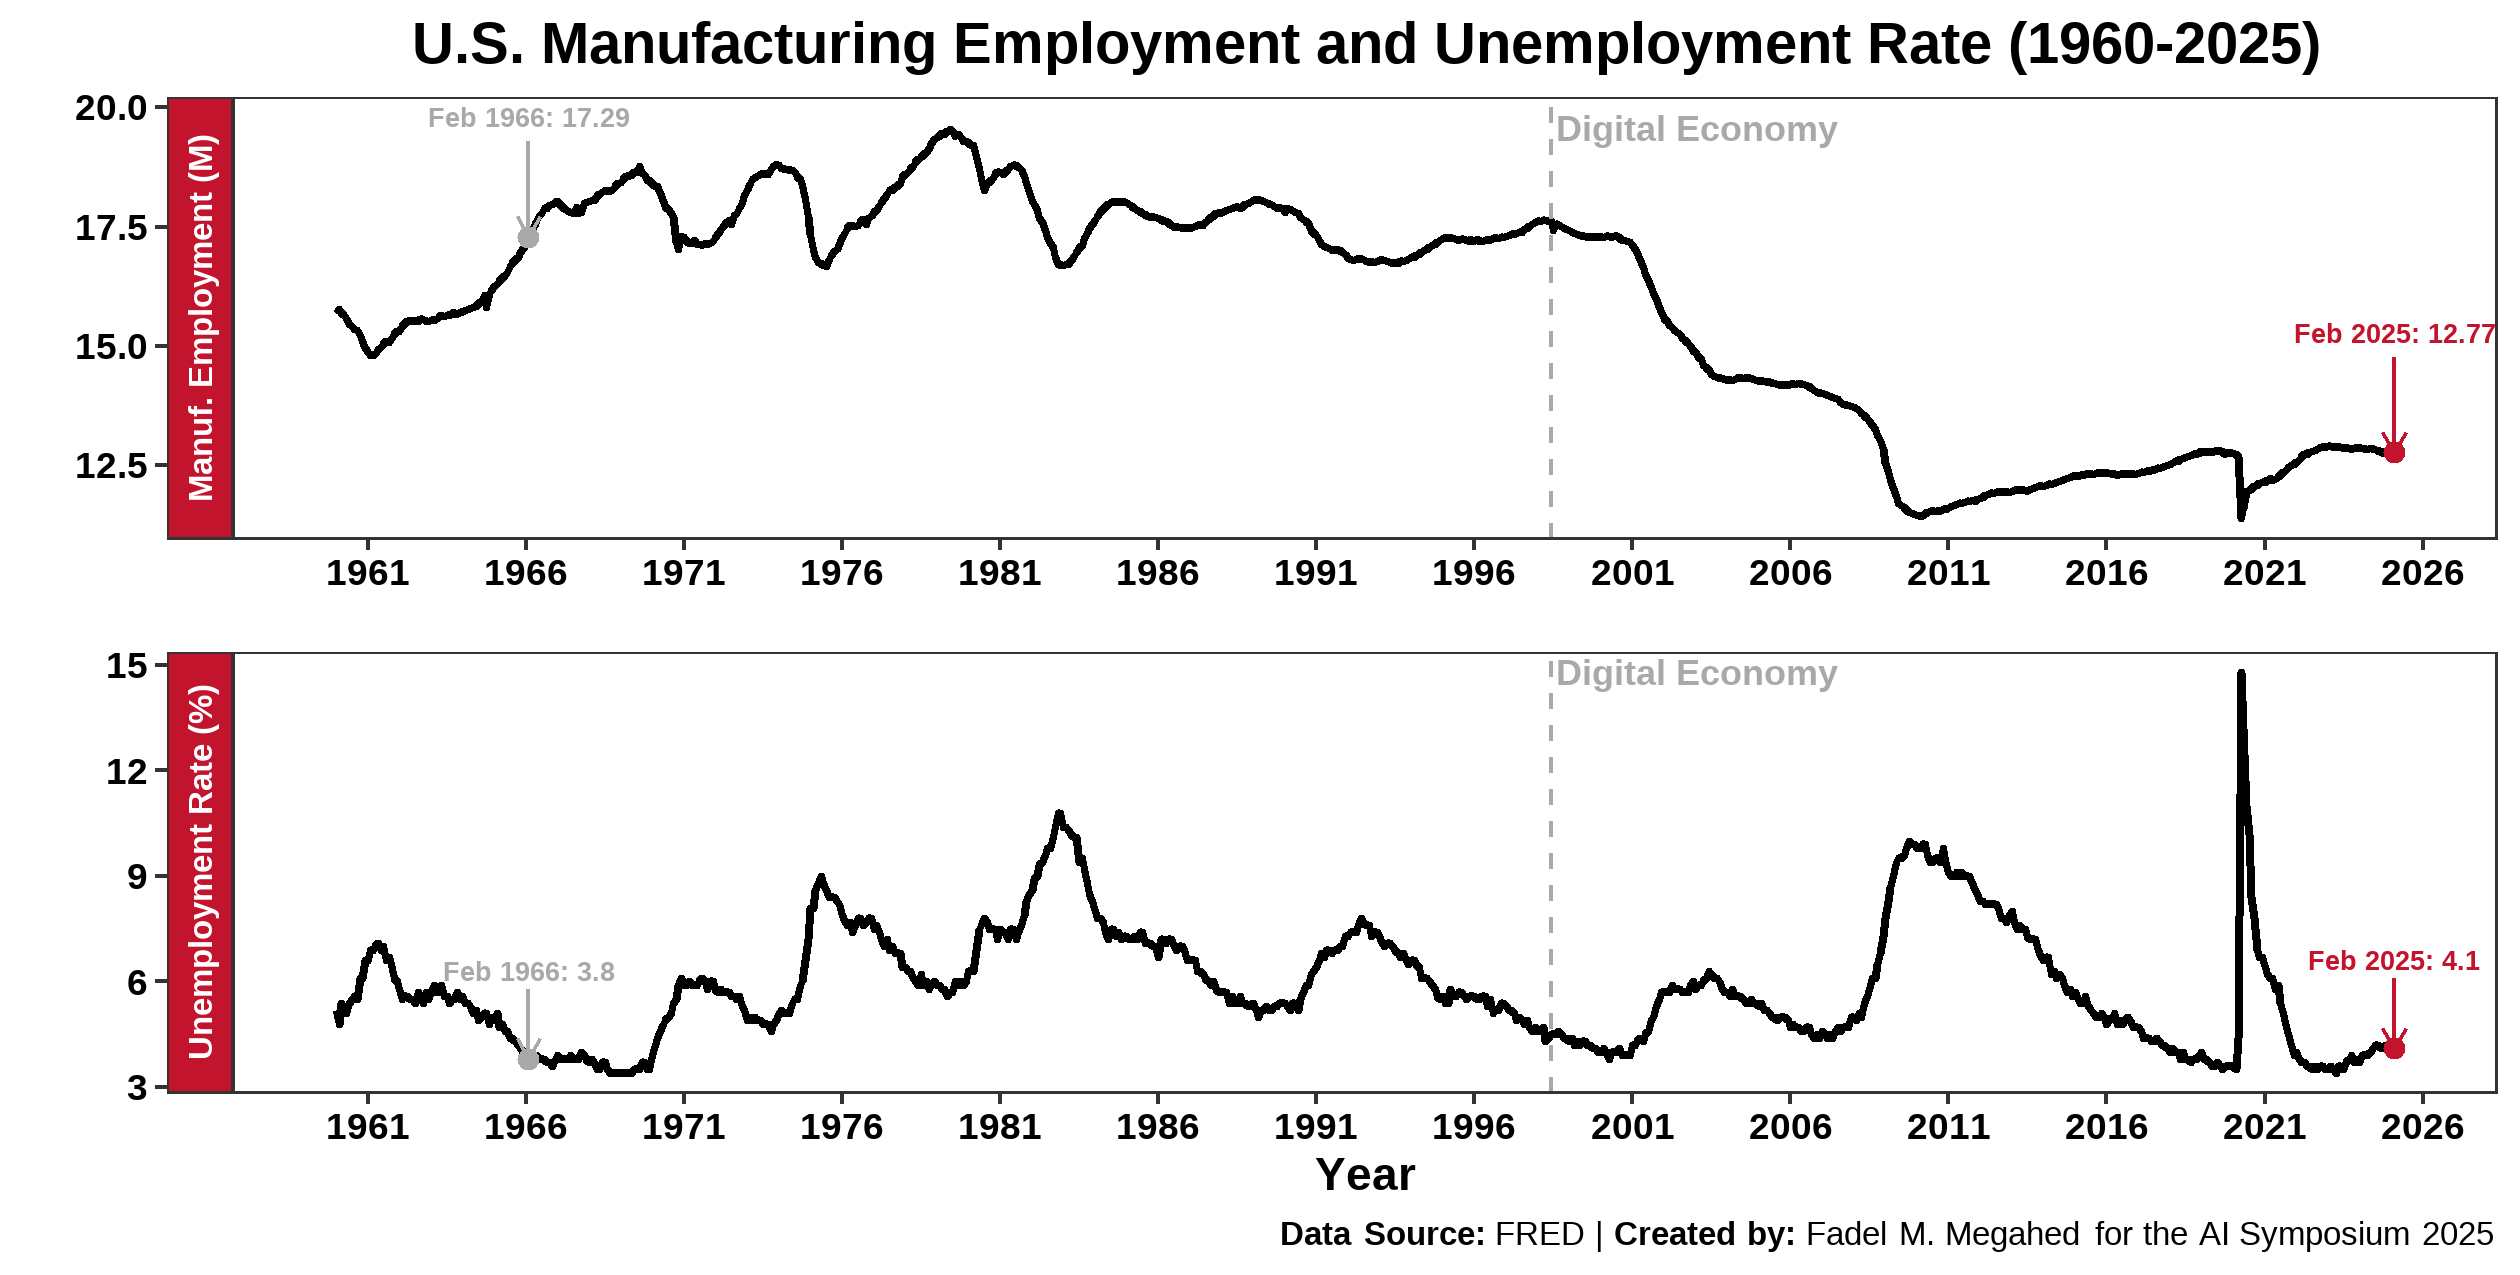 U.S. Manufacturing Employment and Unemployment Rate (1960-2025)
Manuf. Employment (M)
20.0
17.5
15.0
12.5
Feb 1966: 17.29
Digital Economy
Feb 2025: 12.77
1961 1966 1971 1976 1981 1986 1991 1996 2001 2006 2011 2016 2021 2026
Unemployment Rate (%)
15
12
9
6
3
Digital Economy
Feb 1966: 3.8
Feb 2025: 4.1
1961 1966 1971 1976 1981 1986 1991 1996 2001 2006 2011 2016 2021 2026
Year
Data Source: FRED | Created by: Fadel M. Megahed for the AI Symposium 2025